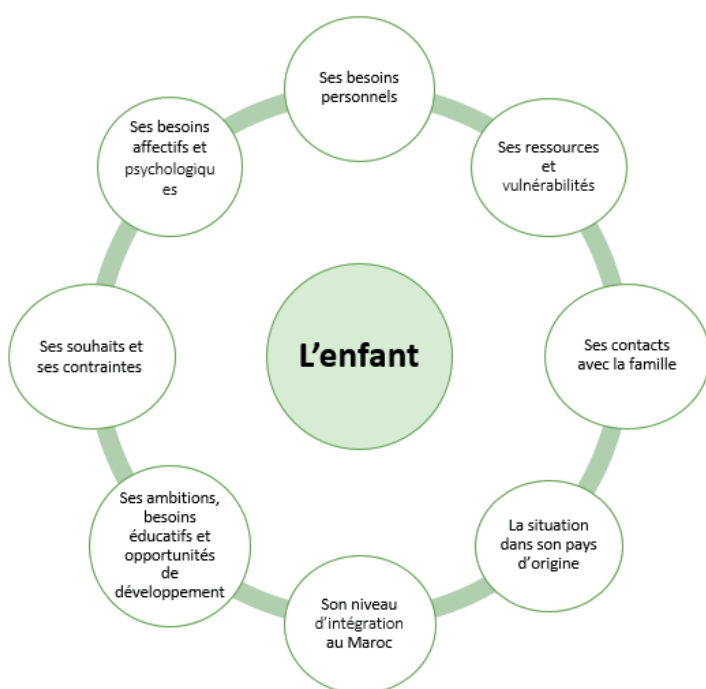 Ses besoins
personnels
Ses ressources
et
vulnérabilités
Ses contacts
avec la famille
La situation
dans son pays
d'origine
Son niveau
d'intégration
au Maroc
Ses ambitions,
besoins
éducatifs et
opportunités
de
développement
Ses souhaits et
ses contraintes
Ses besoins
affectifs et
psychologiqu
es
L'enfant